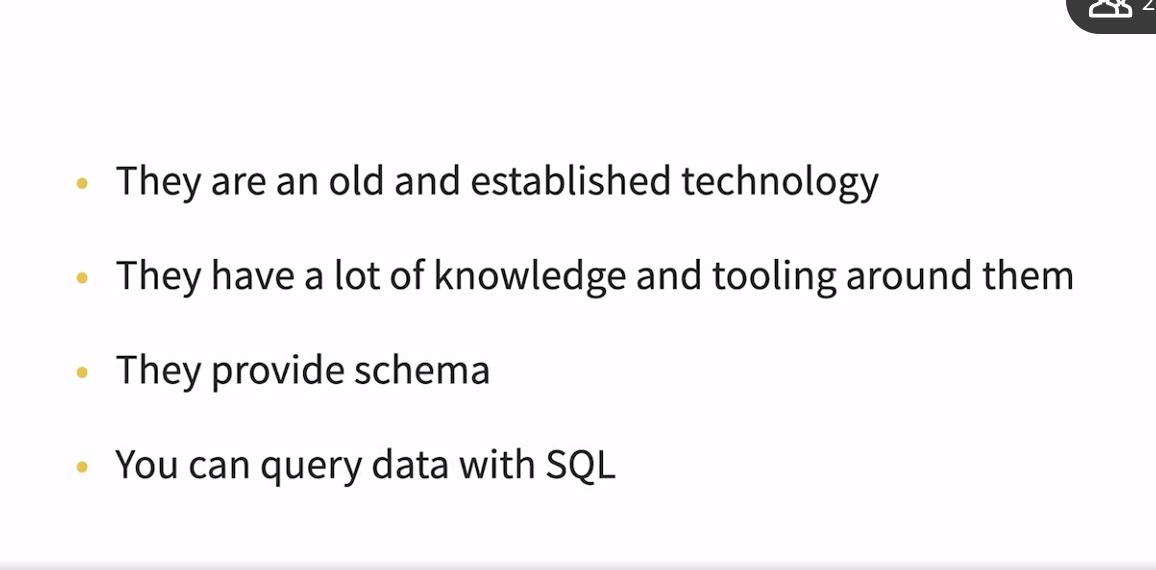 They are an old and established technology
They have a lot of knowledge and tooling around them
They provide schema
You can query data with SQL